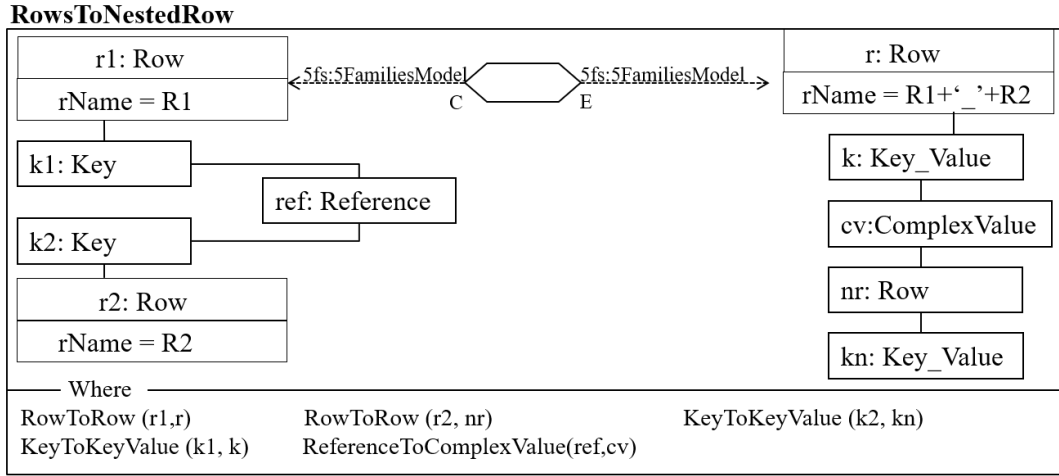 RowsToNestedRow
r1: Row
rName = R1
k1: Key
ref: Reference
k2: Key
r2: Row
rName = R2
5fs:5FamiliesModel
C
5fs:5FamiliesModel
E
r: Row
rName = R1+‘_’+R2
k: Key_Value
cv:ComplexValue
nr: Row
kn: Key_Value
Where
RowToRow (r1,r) RowToRow (r2, nr) KeyToKeyValue (k2, kn)
KeyToKeyValue (k1, k) ReferenceToComplexValue(ref,cv)